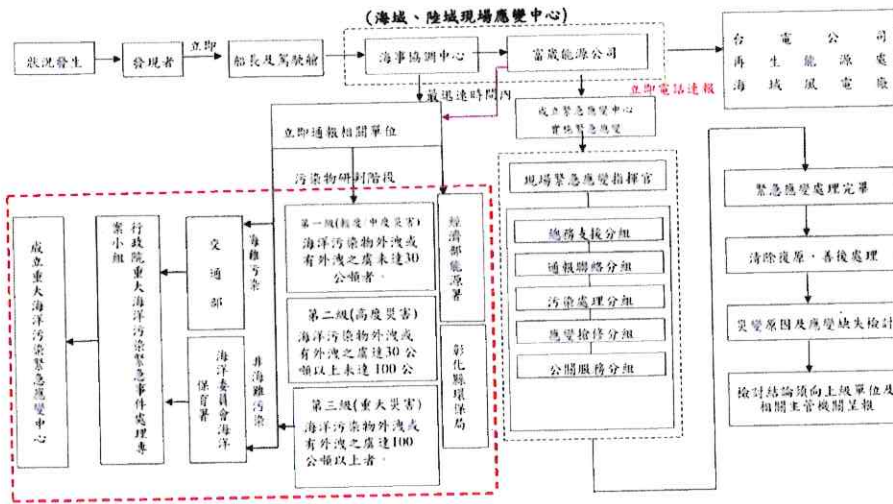 (海域、陸域現場應變中心)
狀況發生
發現者
立即
船長及駕駛艙
海事協調中心
富崴能源公司
台電公司
再生能源處
海域風電廠
最迅速時間內
立即電話速報
立即通報相關單位
成立緊急應變中心
實施緊急應變
污染物研判階段
現場緊急應變指揮官
總務支援分組
通報聯絡分組
污染處理分組
應變搶修分組
公關服務分組
緊急應變處理完畢
清除復原、善後處理
災變原因及應變缺失檢討
檢討結論須向上級單位及
相關主管機關呈報
第一級(輕度/中度災害)
海洋污染物外洩或
有外洩之虞未達30
公噸者。
第二級(高度災害)
海洋污染物外洩或
有外洩之虞達30公
噸以上未達100公
第三級(重大災害)
海洋污染物外洩或
有外洩之虞達100
公噸以上者。
經濟部能源署
彰化縣環保局
海難污染
非海難污染
交通部
海洋委員會海洋
保育署
行政院重大海洋污染緊急事件處理專
案小組
成立重大海洋污染緊急應變中心